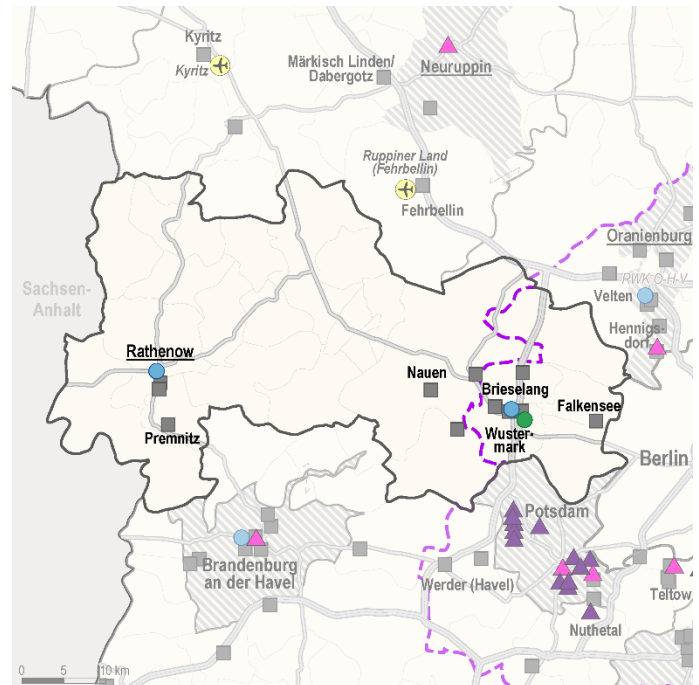 Kyritz
Kyritz
Märkisch Linden/
Dabergotz
Neuruppin
Ruppiner Land
(Fehrbellin)
Fehrbellin
Oranienburg
RWK O-H-V
Velten
Hennigs-
dorf
Sachsen-
Anhalt
Rathenow
Premnitz
Nauen
Brieselang
Wuster-
mark
Falkensee
Berlin
Potsdam
Brandenburg
an der Havel
Werder (Havel)
Teltow
Nuthetal
0 5 10 km